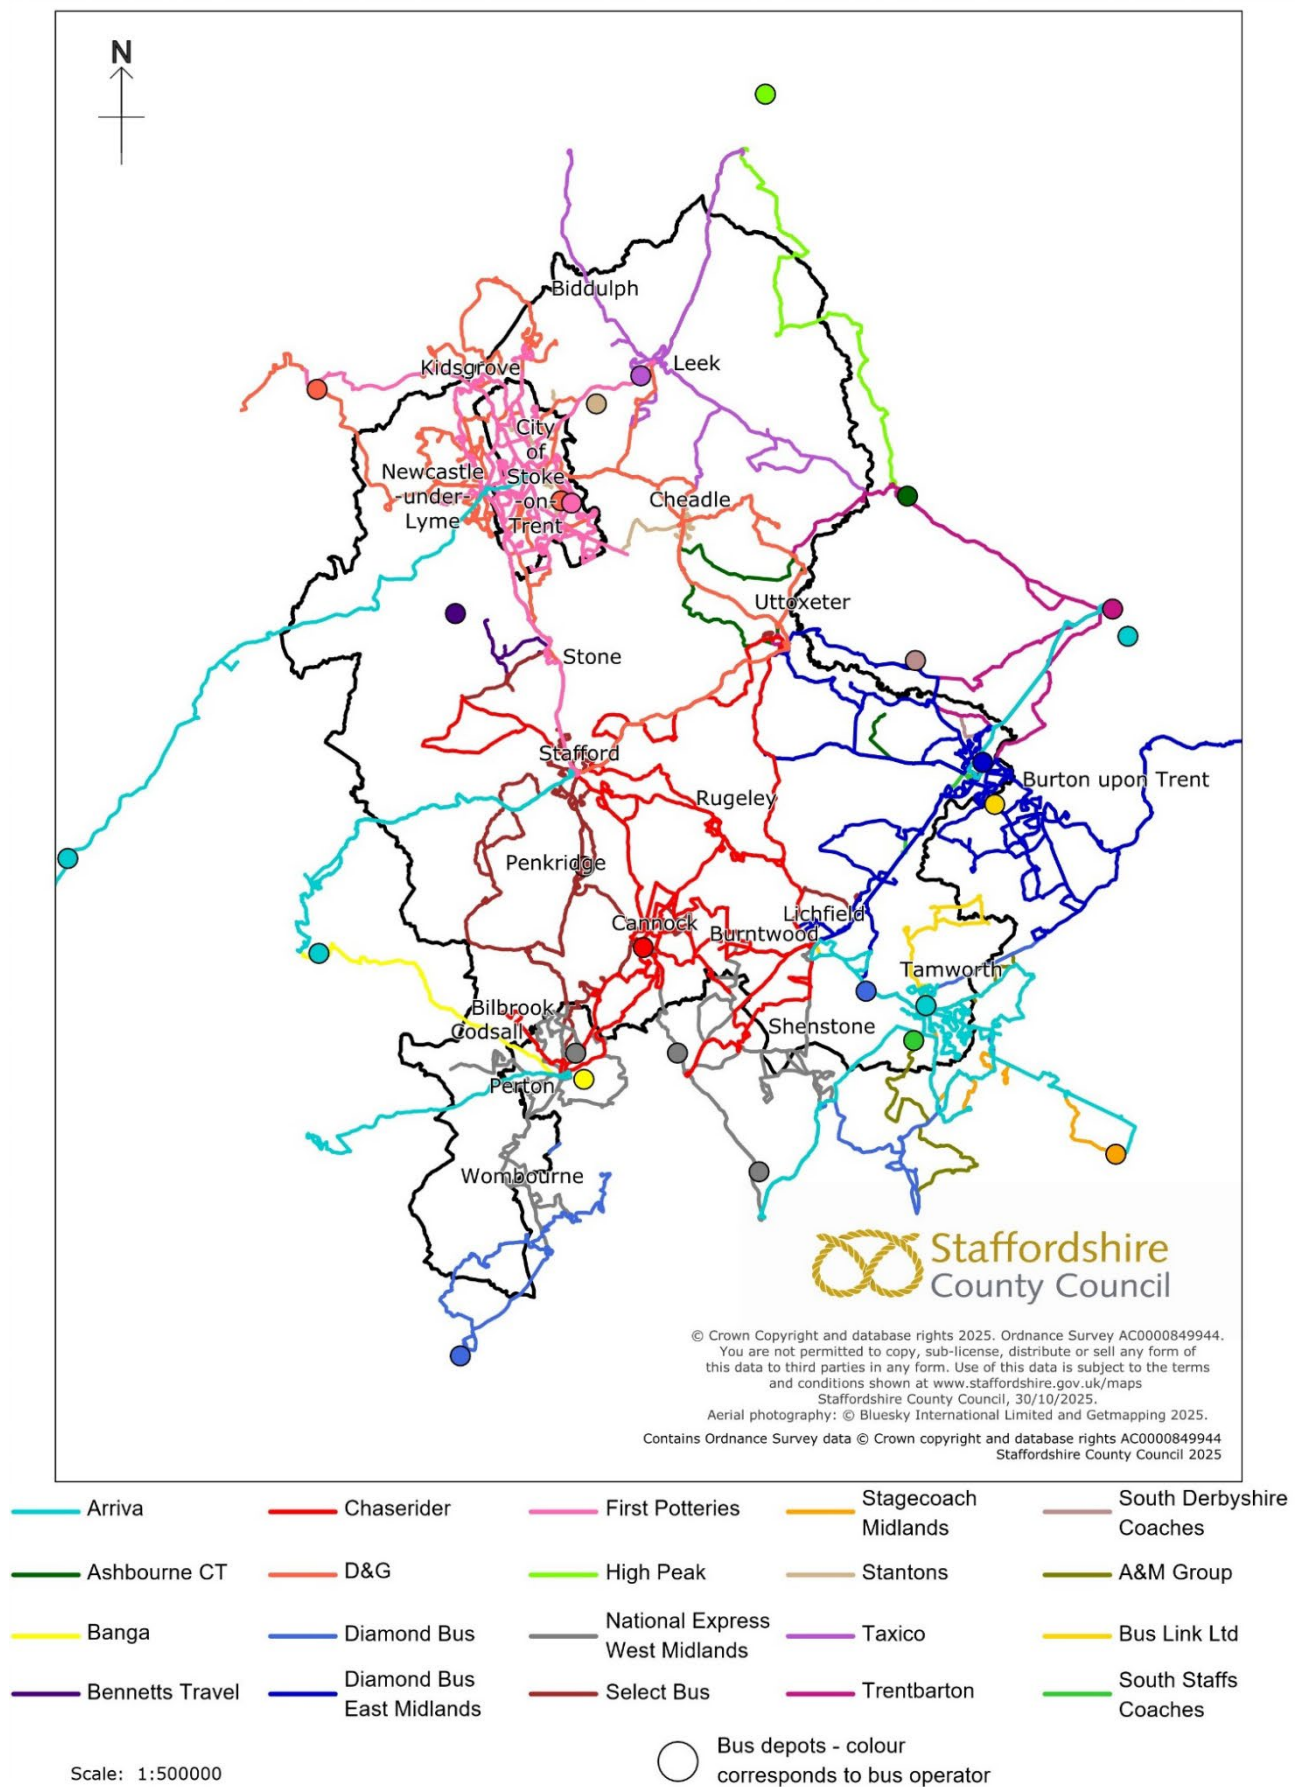 N
Biddulph
Kidsgrove
Leek
City
of
Stoke
-on-
Trent
Newcastle
-under-
Lyme
Cheadle
Uttoxeter
Stone
Stafford
Rugeley
Burton upon Trent
Penkridge
Cannock
Lichfield
Burntwood
Tamworth
Bilbrook
Codsall
Shenstone
Perton
Wombourne
Staffordshire
County Council
© Crown Copyright and database rights 2025. Ordnance Survey AC0000849944.
You are not permitted to copy, sub-license, distribute or sell any form of
this data to third parties in any form. Use of this data is subject to the terms
and conditions shown at www.staffordshire.gov.uk/maps
Staffordshire County Council, 30/10/2025.
Aerial photography: © Bluesky International Limited and Getmapping 2025.
Contains Ordnance Survey data © Crown copyright and database rights AC0000849944
Staffordshire County Council 2025
Arriva
Chaserider
First Potteries
Stagecoach
Midlands
South Derbyshire
Coaches
Ashbourne CT
D&G
High Peak
Stantons
A&M Group
Banga
Diamond Bus
National Express
West Midlands
Taxico
Bus Link Ltd
Bennetts Travel
Diamond Bus
East Midlands
Select Bus
Trentbarton
South Staffs
Coaches
Scale: 1:500000
Bus depots - colour
corresponds to bus operator